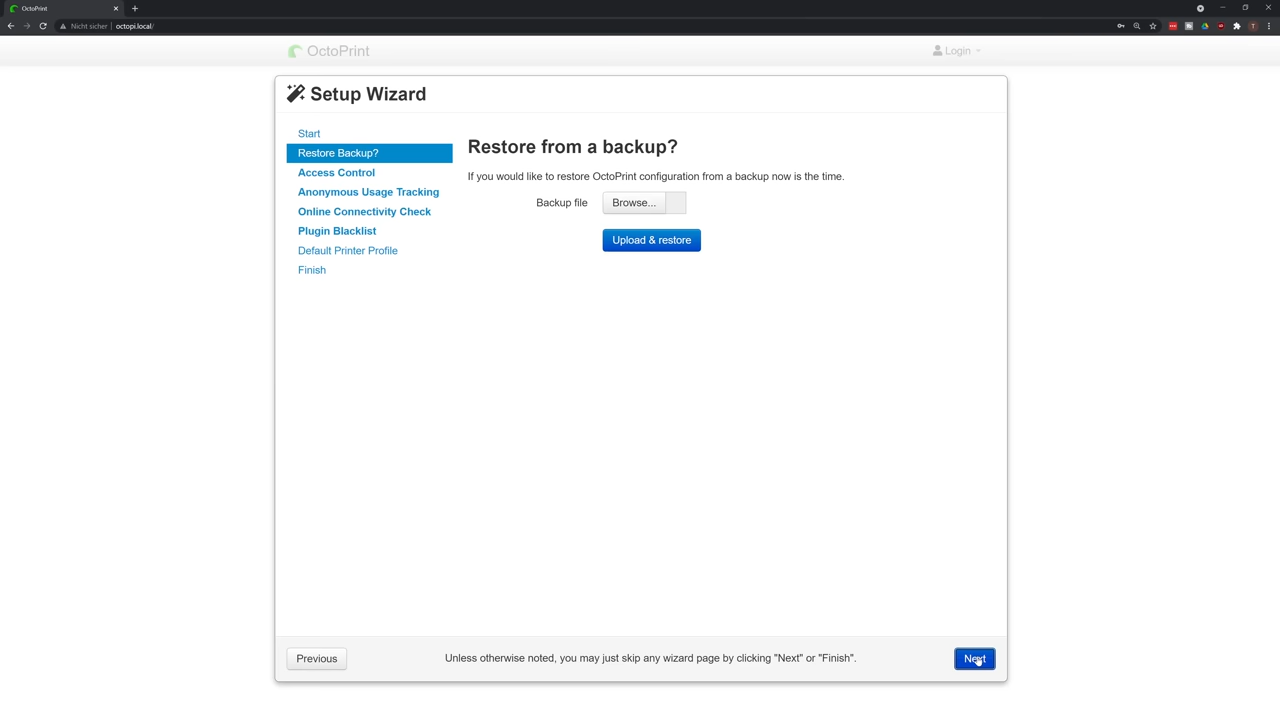 OctoPrint
Nicht sicher
octopi.local/
OctoPrint
Login
Setup Wizard
Start
Restore Backup?
Access Control
Anonymous Usage Tracking
Online Connectivity Check
Plugin Blacklist
Default Printer Profile
Finish
Restore from a backup?
If you would like to restore OctoPrint configuration from a backup now is the time.
Backup file
Browse...
Upload & restore
Previous
Unless otherwise noted, you may just skip any wizard page by clicking "Next" or "Finish".
Next